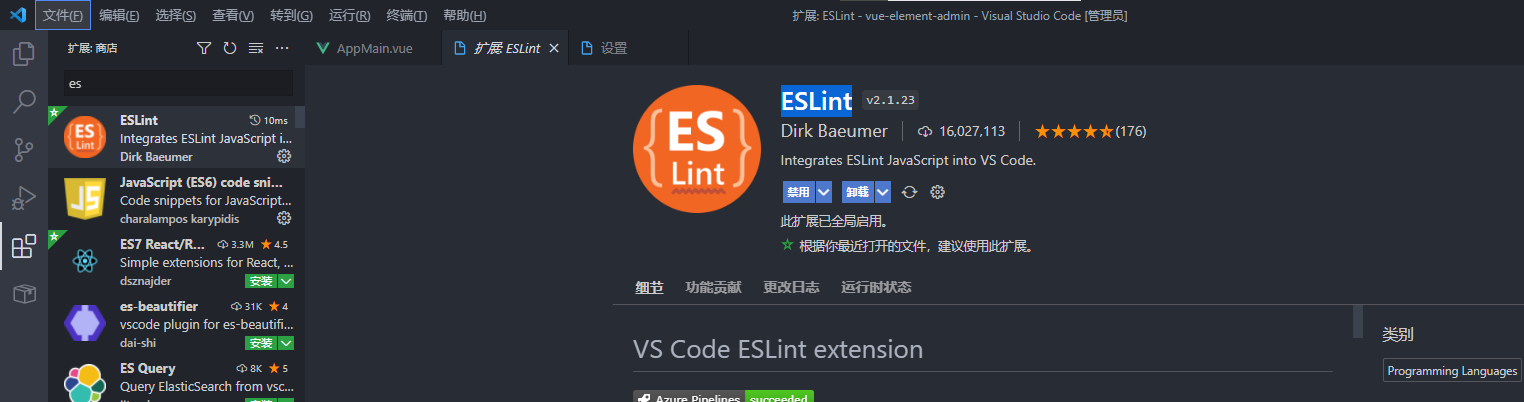 文件(F) 编辑(E) 选择(S) 查看(V) 转到(G) 运行(R) 终端(T) 帮助(H) 扩展: ESLint - vue-element-admin - Visual Studio Code [管理员]
扩展: 商店
AppMain.vue 扩展: ESLint 设置
es
ESLint 10ms
Integrates ESLint JavaScript i...
Dirk Baeumer
JavaScript (ES6) code sni...
Code snippets for JavaScript...
charalampos karypidis
ES7 React/R... 3.3M 4.5
Simple extensions for React, ...
dsznajder 安装
es-beautifier 31K 4
vscode plugin for es-beautifi...
dai-shi 安装
ES Query 8K 5
Query ElasticSearch from vsc...
安装
ES
Lint
JS
ESLint v2.1.23
Dirk Baeumer 16,027,113 (176)
Integrates ESLint JavaScript into VS Code.
禁用 卸载
此扩展已全局启用。
根据你最近打开的文件，建议使用此扩展。
细节 功能贡献 更改日志 运行时状态
VS Code ESLint extension
Azure Pipelines succeeded
类别
Programming Languages